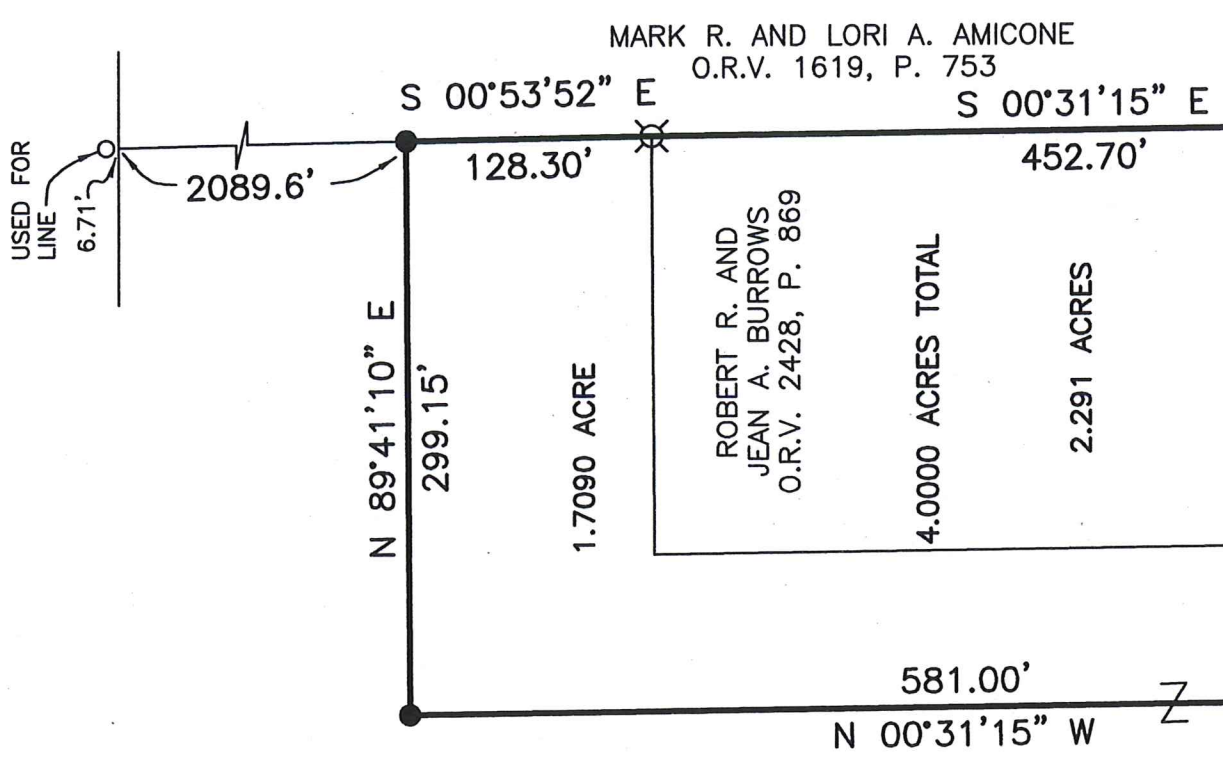 MARK R. AND LORI A. AMICONE
O.R.V. 1619, P. 753
S 00°53'52" E
S 00°31'15" E
128.30'
452.70'
2089.6'
USED FOR
LINE
6.71'
N 89°41'10" E
299.15'
1.7090 ACRE
ROBERT R. AND
JEAN A. BURROWS
O.R.V. 2428, P. 869
4.0000 ACRES TOTAL
2.291 ACRES
581.00'
N 00°31'15" W